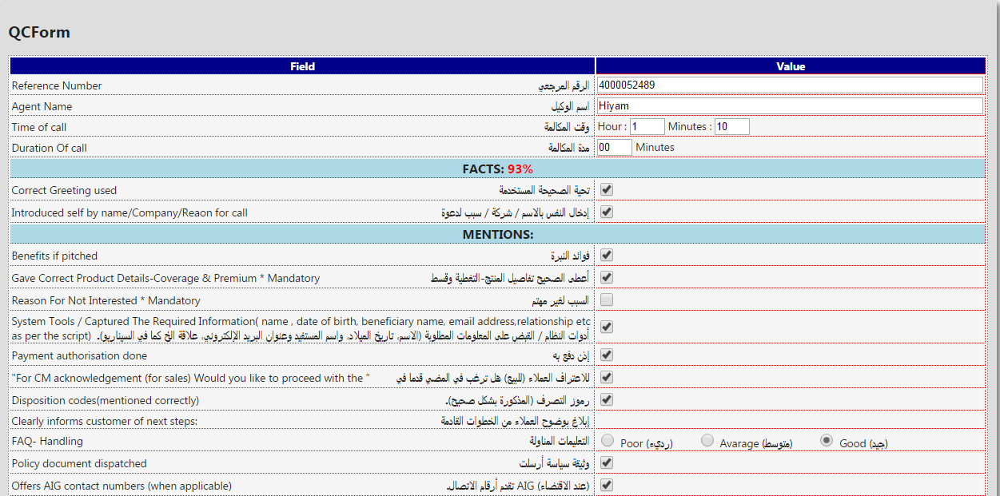 QCForm
Field Value
Reference Number الرقم المرجعي 4000052489
Agent Name اسم الوكيل Hiyam
Time of call وقت المكالمة Hour : 1 Minutes : 10
Duration Of call مدة المكالمة 00 Minutes
FACTS: 93%
Correct Greeting used تحية الصحيحة المستخدمة
Introduced self by name/Company/Reaon for call إدخال النفس بالاسم / شركة / سبب لدعوة
MENTIONS:
Benefits if pitched فوائد النبرة
Gave Correct Product Details-Coverage & Premium * Mandatory أعطى الصحيح تفاصيل المنتج-التغطية وقسط
Reason For Not Interested * Mandatory السبب لغير مهتم
System Tools / Captured The Required Information( name , date of birth, beneficiary name, email address,relationship etc
as per the script) أدوات النظام / القبض على المعلومات المطلوبة (الاسم، تاريخ الميلاد، واسم المستفيد وعنوان البريد الإلكتروني، علاقة الخ كما في السيناريو).
Payment authorisation done إذن دفع به
"For CM acknowledgement (for sales) Would you like to proceed with the " للاعتراف العملاء (للبيع) هل ترغب في المضي قدما في
Disposition codes(mentioned correctly) رموز التصرف (المذكورة بشكل صحيح).
Clearly informs customer of next steps: إبلاغ بوضوح العملاء من الخطوات القادمة
FAQ- Handling التعليمات المناولة Poor (رديء) Avarage (متوسط) Good (جيد)
Policy document dispatched وثيقة سياسة أرسلت
Offers AIG contact numbers (when applicable) (عند الاقتضاء) AIG تقدم أرقام الاتصال.